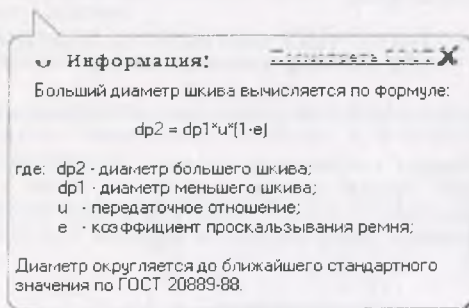 Информация:
Больший диаметр шкива вычисляется по формуле:
dp2 = dp1*u*(1-e)
где: dp2 - диаметр большего шкива;
dp1 - диаметр меньшего шкива;
u - передаточное отношение;
e - коэффициент проскальзывания ремня;
Диаметр округляется до ближайшего стандартного
значения по ГОСТ 20889-88.